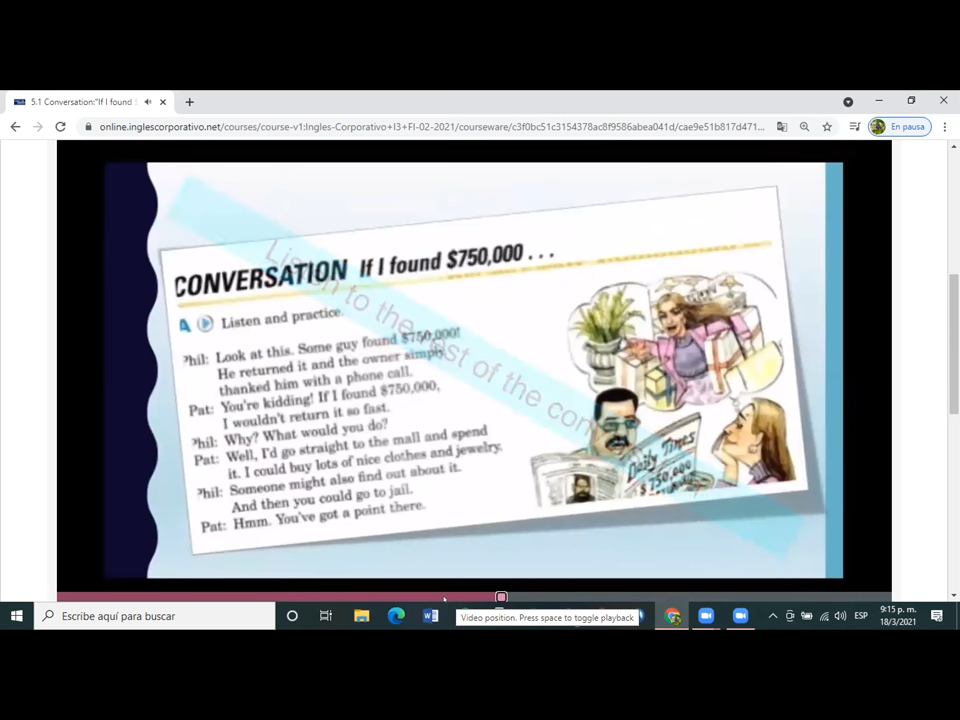 5.1 Conversation:"If I found
online.inglescorporativo.net/courses/course-v1:Ingles-Corporativo+I3+FI-02-2021/courseware/c3f0bc51c3154378ac8f9586abea041d/cae9e51b817d471...
En pausa
CONVERSATION If I found $750,000 . . .
A Listen and practice.
Phil: Look at this. Some guy found $750,000!
He returned it and the owner simply
thanked him with a phone call.
Pat: You're kidding! If I found $750,000,
I wouldn't return it so fast.
Phil: Why? What would you do?
Pat: Well, I'd go straight to the mall and spend
it. I could buy lots of nice clothes and jewelry.
Phil: Someone might also find out about it.
And then you could go to jail.
Pat: Hmm. You've got a point there.
Listen to the rest of the
Daily Times
$750,000
Escribe aquí para buscar
Video position. Press space to toggle playback
ESP
9:15 p. m.
18/3/2021